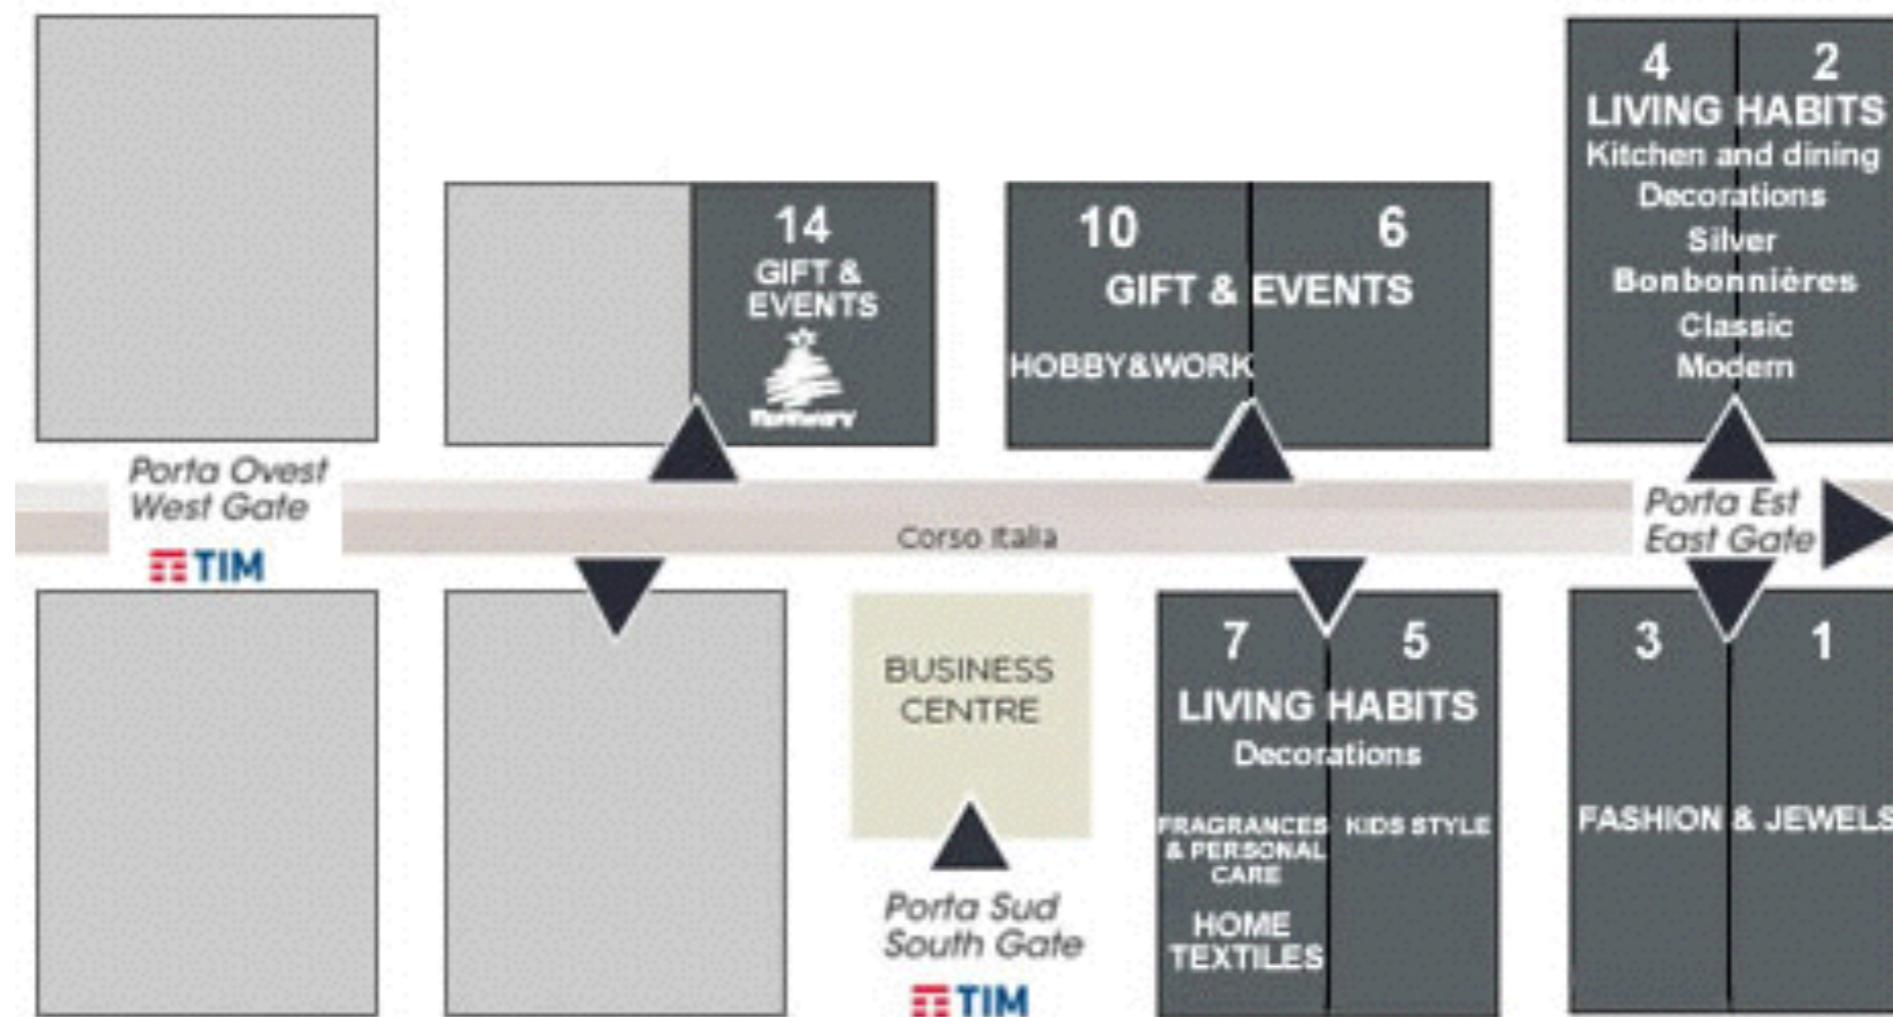 4 2
LIVING HABITS
Kitchen and dining
Decorations
Silver
Bonbonnières
Classic
Modern
14
GIFT &
EVENTS
10 6
GIFT & EVENTS
HOBBY&WORK
Porta Ovest
West Gate
TIM
Corso Italia
Porta Est
East Gate
BUSINESS
CENTRE
Porta Sud
South Gate
TIM
7 5
LIVING HABITS
Decorations
FRAGRANCES
& PERSONAL
CARE
KIDS STYLE
HOME
TEXTILES
3 1
FASHION & JEWELS